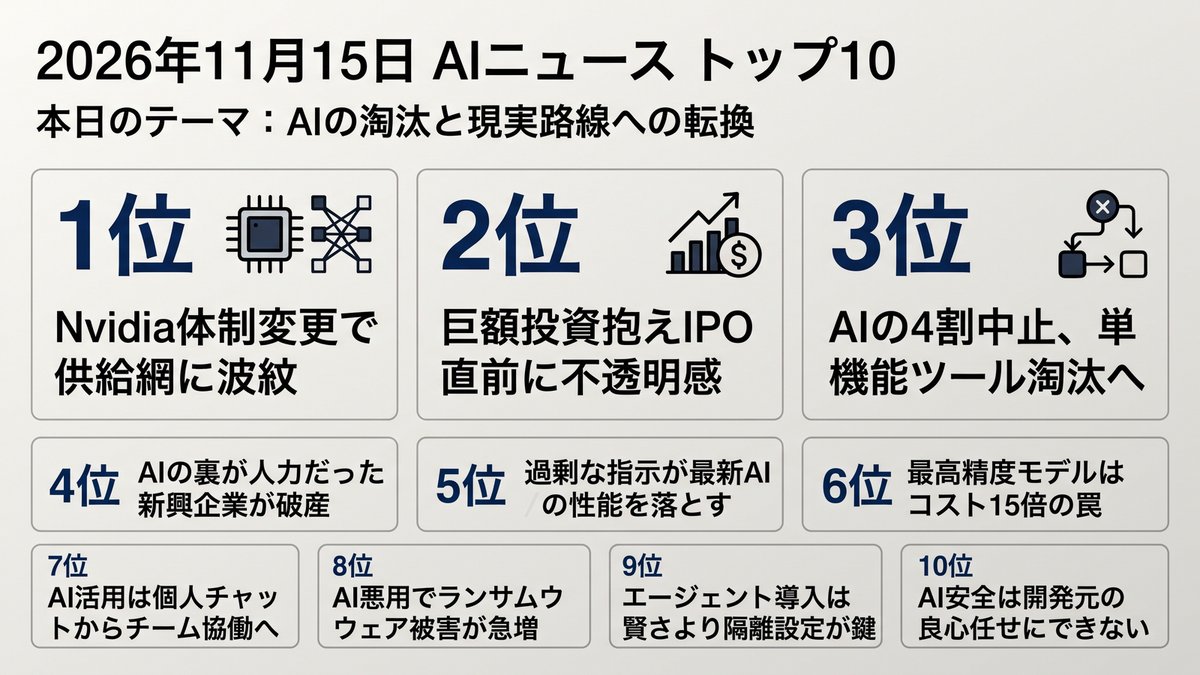 2026年11月15日 AIニュース トップ10
本日のテーマ：AIの淘汰と現実路線への転換
1位
Nvidia体制変更で
供給網に波紋
2位
$
巨額投資抱えIPO
直前に不透明感
3位
AIの4割中止、単
機能ツール淘汰へ
4位
AIの裏が人力だった
新興企業が破産
5位
過剰な指示が最新AI
の性能を落とす
6位
最高精度モデルは
コスト15倍の罠
7位
AI活用は個人チャッ
トからチーム協働へ
8位
AI悪用でランサムウ
ウェア被害が急増
9位
エージェント導入は
賢さより隔離設定が鍵
10位
AI安全は開発元の
良心任せにできない